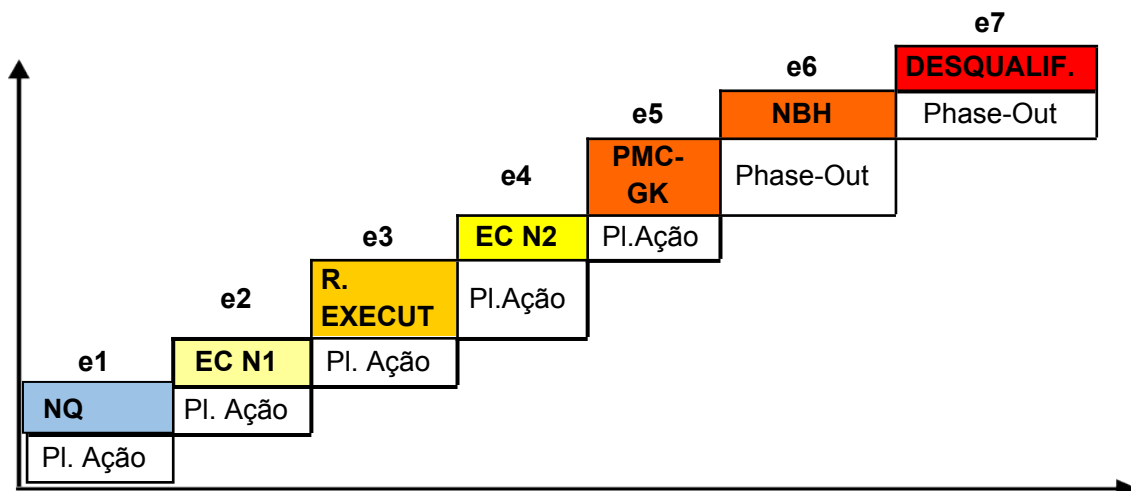 e7
DESQUALIF.
Phase-Out
e6
NBH
Phase-Out
e5
PMC-
GK
Pl.Ação
e4
EC N2
Pl.Ação
e3
R.
EXECUT
Pl. Ação
e2
EC N1
Pl. Ação
e1
NQ
Pl. Ação